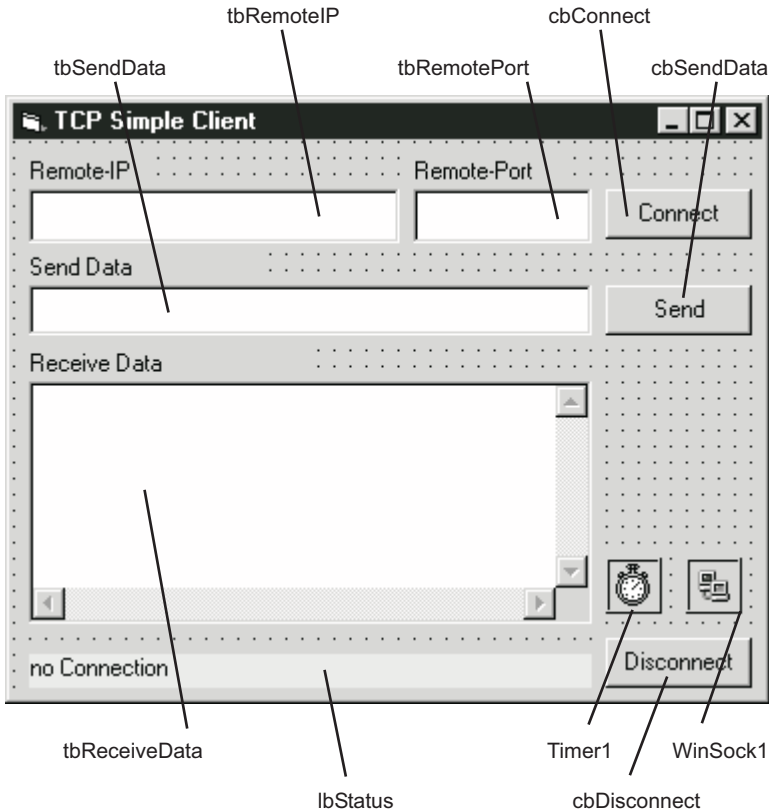 tbRemoteIP cbConnect
tbSendData tbRemotePort cbSendData
TCP Simple Client
Remote-IP Remote-Port
Connect
Send Data
Send
Receive Data
no Connection Disconnect
tbReceiveData Timer1 WinSock1
lbStatus cbDisconnect